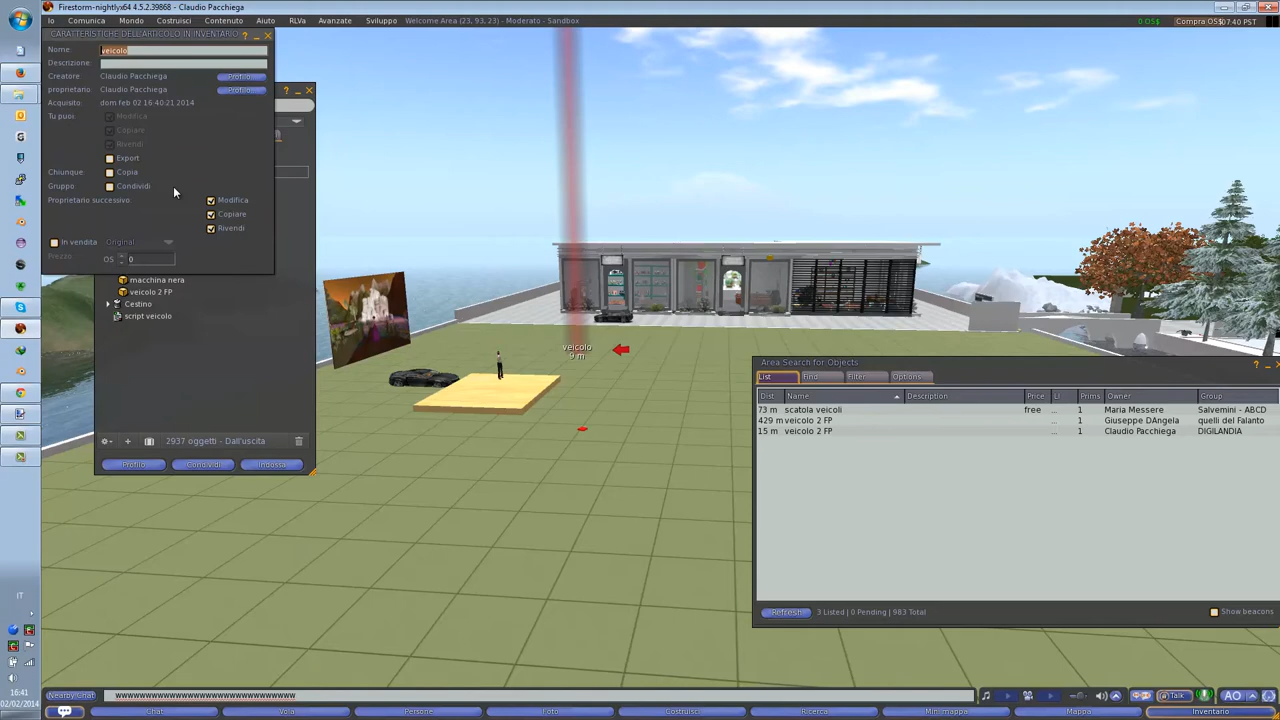 Firestorm-nightlyx64 4.5.2.39868 - Claudio Pacchiega
Io Comunica Mondo Costruisci Contenuto Aiuto RLVa Avanzate Sviluppo Welcome Area (23, 93, 23) - Moderato - Sandbox
0 OS$ Compra OS$ 07:40 PST
CARATTERISTICHE DELL'ARTICOLO IN INVENTARIO
Nome: veicolo
Descrizione:
Creatore Claudio Pacchiega Profilo...
proprietario Claudio Pacchiega Profilo...
Acquisito: dom feb 02 16:40:21 2014
Tu puoi: Modifica
Copiare
Rivendi
Export
Chiunque: Copia
Gruppo: Condividi
Proprietario successivo Modifica
Copiare
Rivendi
In vendita Original
Prezzo: OS 0
macchina nera
veicolo 2 FP
Cestino
script veicolo
2937 oggetti - Dall'uscita
Profilo Condividi Indossa
veicolo
9 m
Area Search for Objects
List Find Filter Options
Dist Name Description Price Li Prims Owner Group
73 m scatola veicoli free ... 1 Maria Messere Salvemini - ABCD
429 m veicolo 2 FP ... 1 Giuseppe DAngela quelli del Falanto
15 m veicolo 2 FP ... 1 Claudio Pacchiega DIGILANDIA
Refresh 3 Listed | 0 Pending | 983 Total Show beacons
IT
16:41
02/02/2014
Nearby Chat wwwwwwwwwwwwwwwwwwwwwwwwwwwwwwww Talk AO
Chat Vola Persone Foto Costruisci Ricerca Mini mappa Mappa Inventario